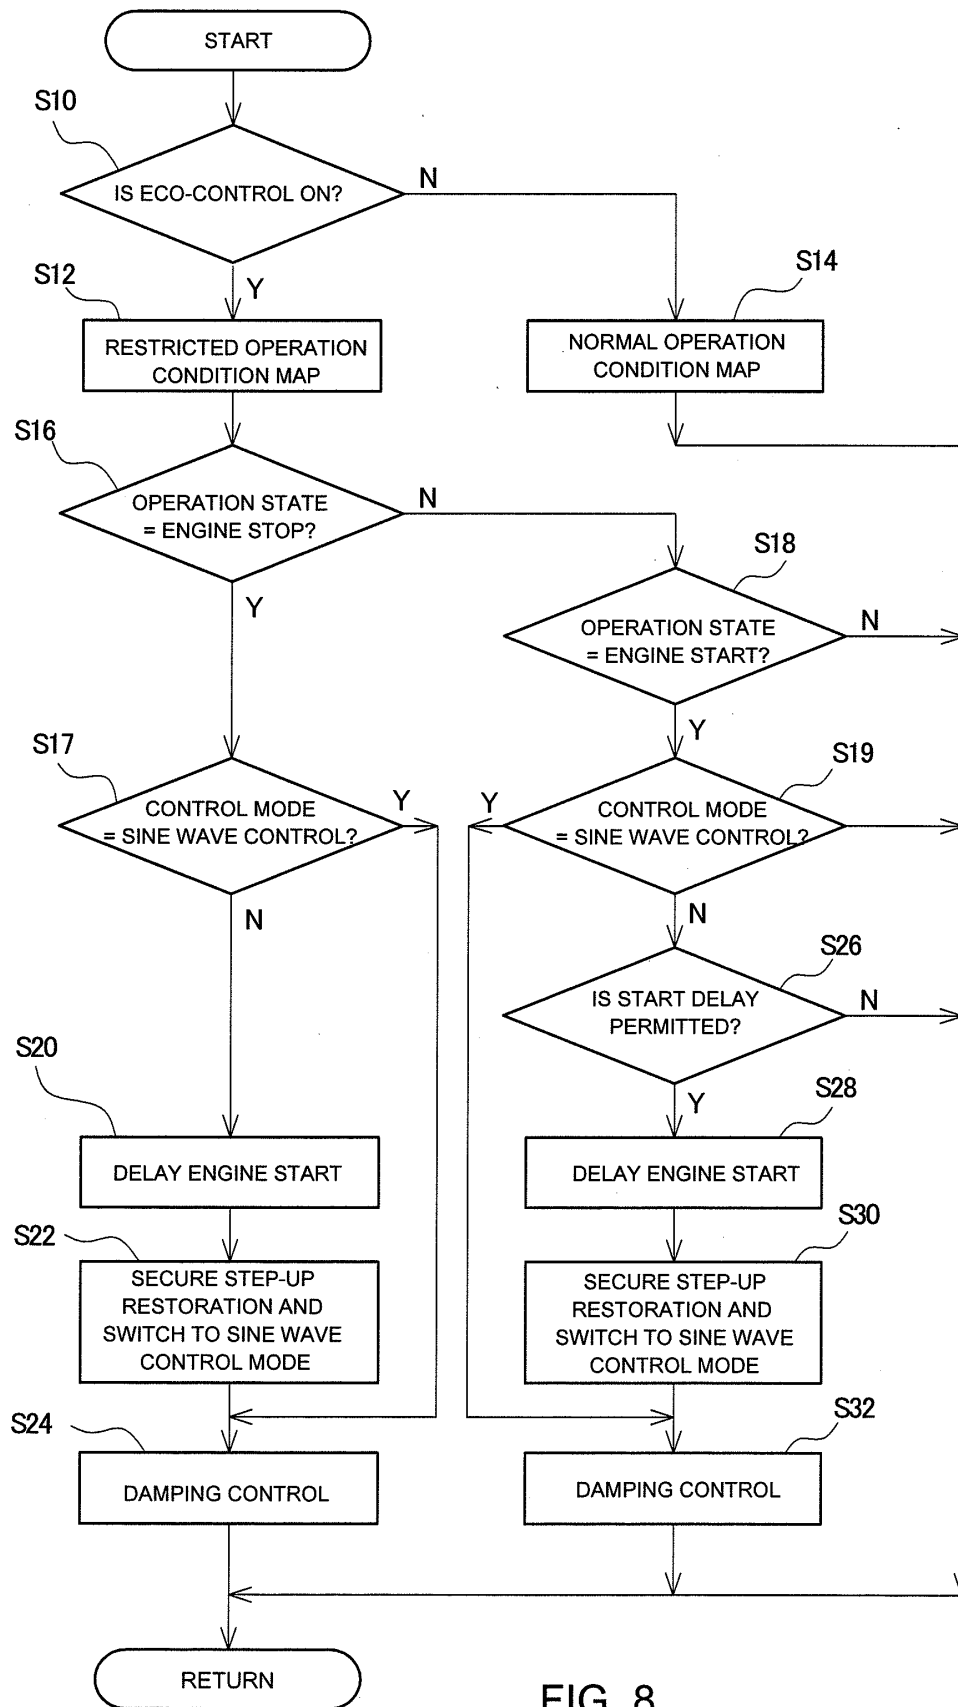 START
S10
IS ECO-CONTROL ON?
N
Y
S12
RESTRICTED OPERATION
CONDITION MAP
S14
NORMAL OPERATION
CONDITION MAP
S16
OPERATION STATE
= ENGINE STOP?
N
Y
S18
OPERATION STATE
= ENGINE START?
N
Y
S17
CONTROL MODE
= SINE WAVE CONTROL?
Y
N
S19
CONTROL MODE
= SINE WAVE CONTROL?
Y
N
S26
IS START DELAY
PERMITTED?
N
Y
S20
DELAY ENGINE START
S28
DELAY ENGINE START
S22
SECURE STEP-UP
RESTORATION AND
SWITCH TO SINE WAVE
CONTROL MODE
S30
SECURE STEP-UP
RESTORATION AND
SWITCH TO SINE WAVE
CONTROL MODE
S24
DAMPING CONTROL
S32
DAMPING CONTROL
RETURN
FIG. 8